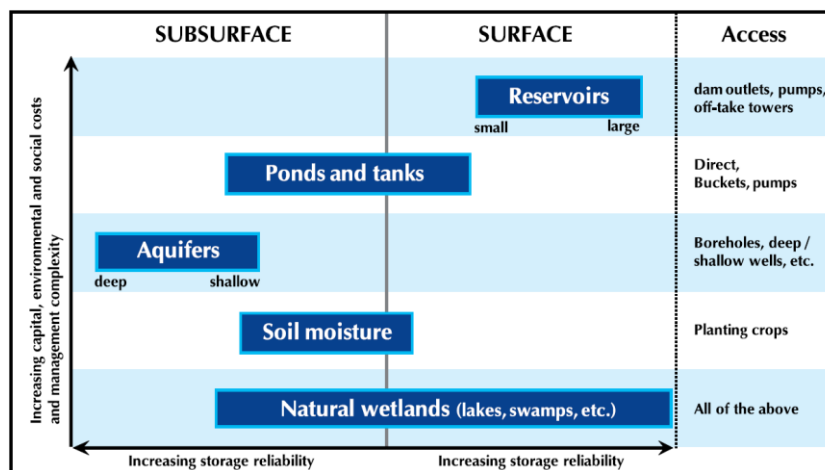 SUBSURFACE
SURFACE
Access
Increasing capital, environmental and social costs
and management complexity
Reservoirs
small
large
dam outlets, pumps,
off-take towers
Ponds and tanks
Direct,
Buckets, pumps
Aquifers
deep
shallow
Boreholes, deep /
shallow wells, etc.
Soil moisture
Planting crops
Natural wetlands (lakes, swamps, etc.)
All of the above
Increasing storage reliability
Increasing storage reliability